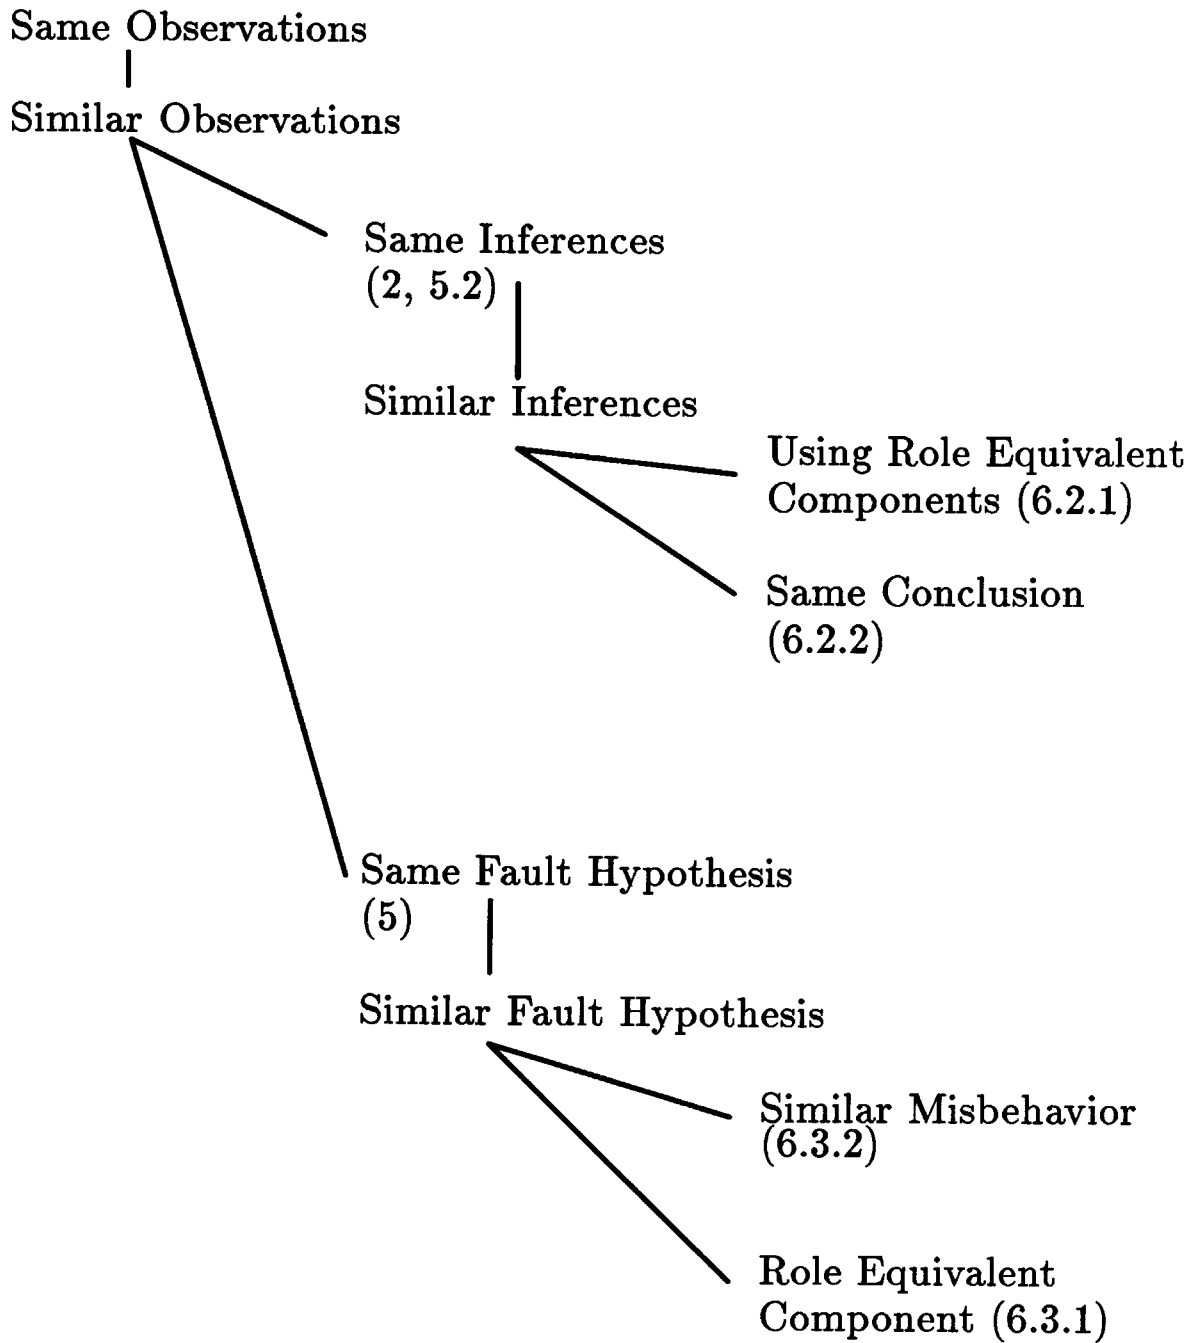 Same Observations
Similar Observations
Same Inferences
(2, 5.2)
Similar Inferences
Using Role Equivalent
Components (6.2.1)
Same Conclusion
(6.2.2)
Same Fault Hypothesis
(5)
Similar Fault Hypothesis
Similar Misbehavior
(6.3.2)
Role Equivalent
Component (6.3.1)